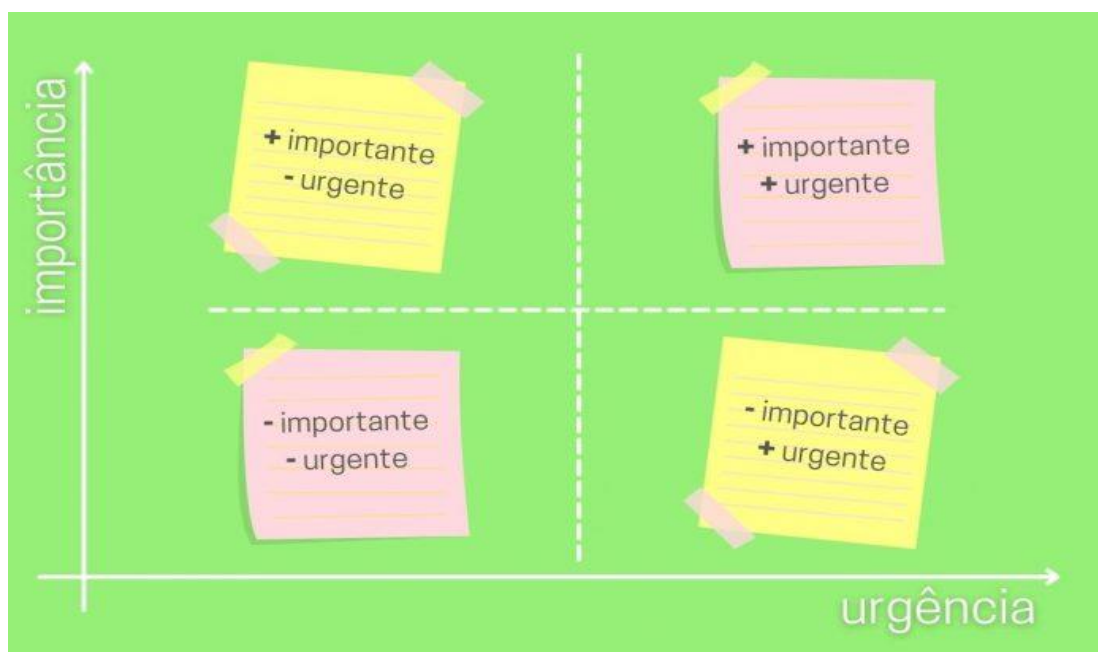 importância
+ importante
- urgente
+ importante
+ urgente
- importante
- urgente
- importante
+ urgente
urgência